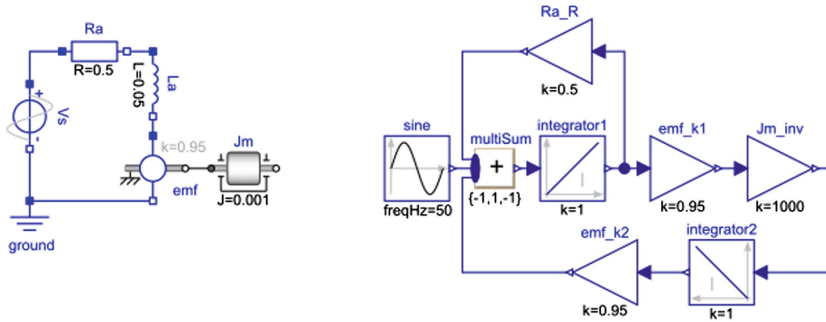 Ra
R=0.5
L=0.05
La
+
Vs
-
k=0.95
emf
Jm
J=0.001
ground
Ra_R
k=0.5
sine
freqHz=50
multiSum
+
{-1,1,-1}
integrator1
I
k=1
emf_k1
k=0.95
Jm_inv
k=1000
emf_k2
k=0.95
integrator2
I
k=1